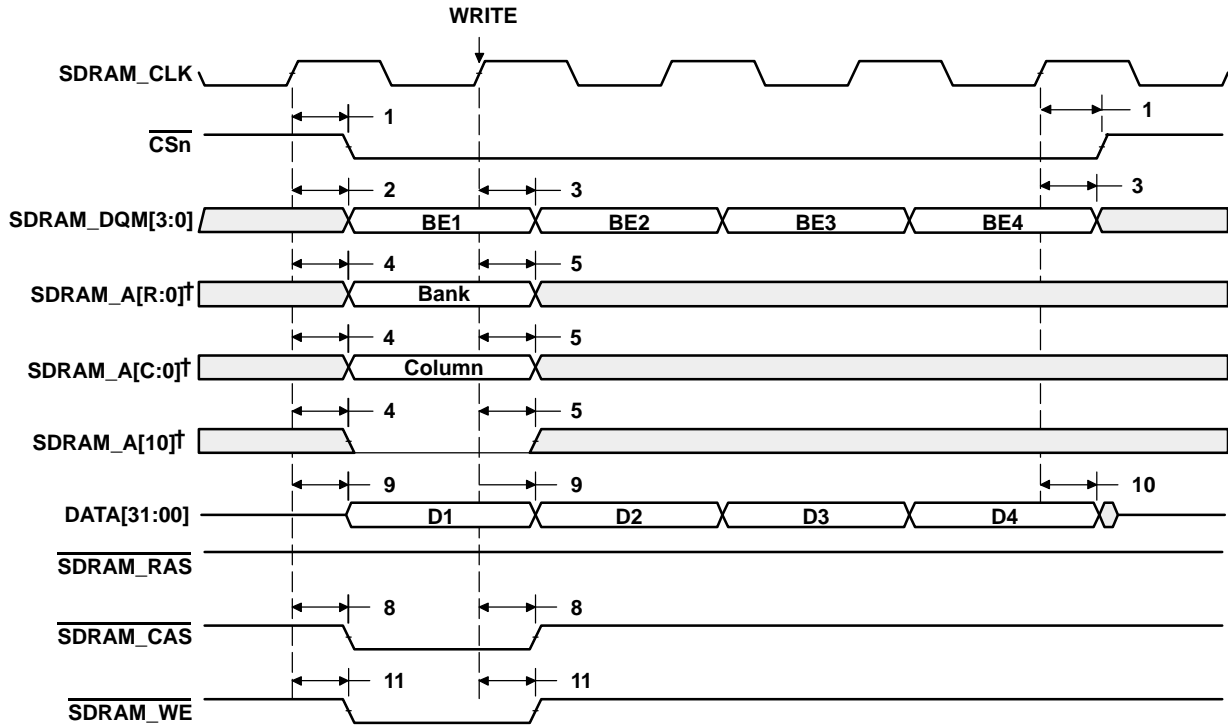 WRITE
SDRAM_CLK
1 1
CSn
2 3 3
SDRAM_DQM[3:0] BE1 BE2 BE3 BE4
4 5
SDRAM_A[R:0]† Bank
4 5
SDRAM_A[C:0]† Column
4 5
SDRAM_A[10]†
9 9 10
DATA[31:00] D1 D2 D3 D4
SDRAM_RAS
8 8
SDRAM_CAS
11 11
SDRAM_WE